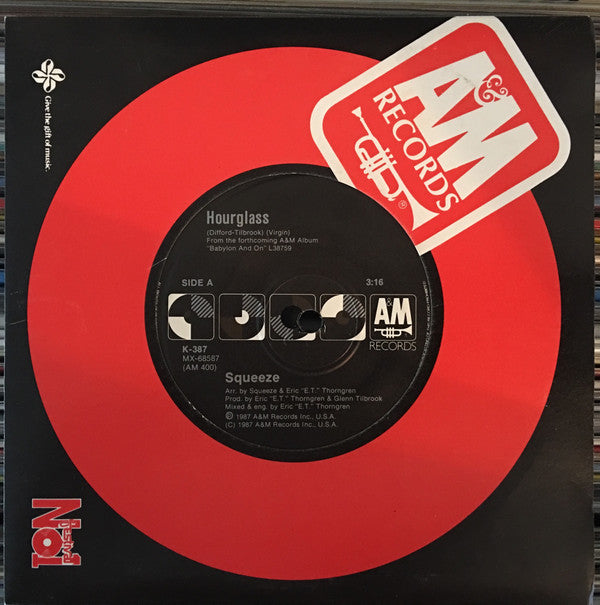 Give the gift of music.
A&M
RECORDS
®
Hourglass
(Difford-Tilbrook) (Virgin)
From the forthcoming A&M Album
"Babylon And On" L38759
SIDE A 3:16
A&M
RECORDS
K-387
MX-68587
(AM 400)
Squeeze
Arr. by Squeeze & Eric "E.T." Thorngren
Prod. by Eric "E.T." Thorngren & Glenn Tilbrook
Mixed & eng. by Eric "E.T." Thorngren
℗ 1987 A&M Records Inc., U.S.A.
(C) 1987 A&M Records Inc., U.S.A.
festival
No1